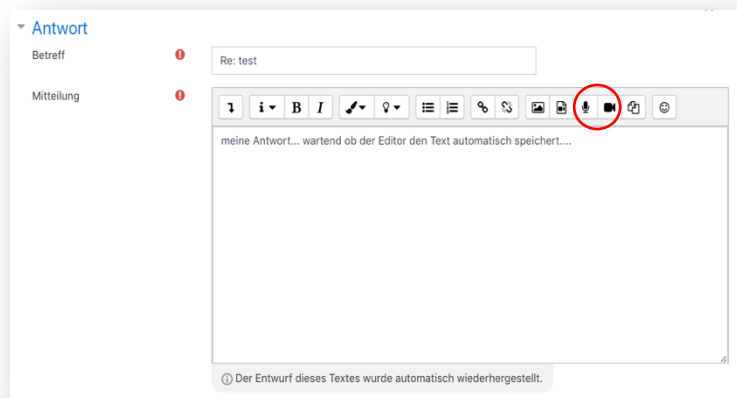 Antwort
Betreff
Re: test
Mitteilung
i B I
meine Antwort... wartend ob der Editor den Text automatisch speichert....
Der Entwurf dieses Textes wurde automatisch wiederhergestellt.